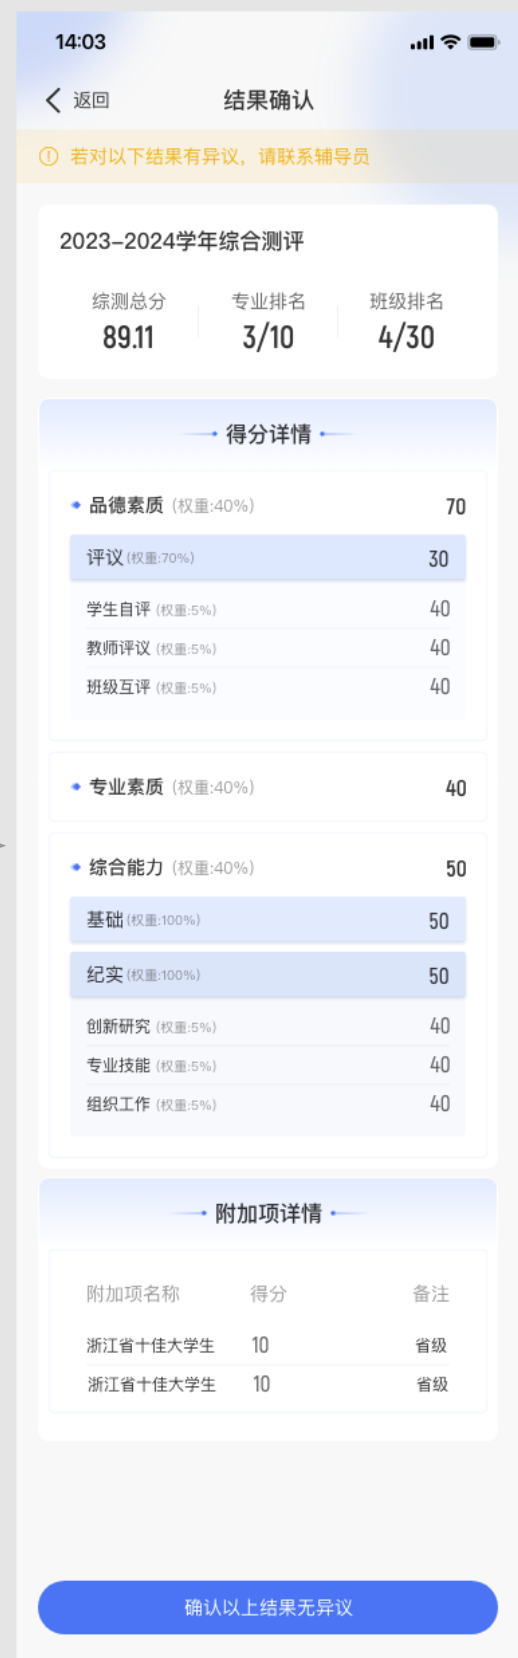 14:03
返回 结果确认
若对以下结果有异议，请联系辅导员
2023-2024学年综合测评
综测总分 专业排名 班级排名
89.11 3/10 4/30
得分详情
品德素质 (权重:40%) 70
评议 (权重:70%) 30
学生自评 (权重:5%) 40
教师评议 (权重:5%) 40
班级互评 (权重:5%) 40
专业素质 (权重:40%) 40
综合能力 (权重:40%) 50
基础 (权重:100%) 50
纪实 (权重:100%) 50
创新研究 (权重:5%) 40
专业技能 (权重:5%) 40
组织工作 (权重:5%) 40
附加项详情
附加项名称 得分 备注
浙江省十佳大学生 10 省级
浙江省十佳大学生 10 省级
确认以上结果无异议